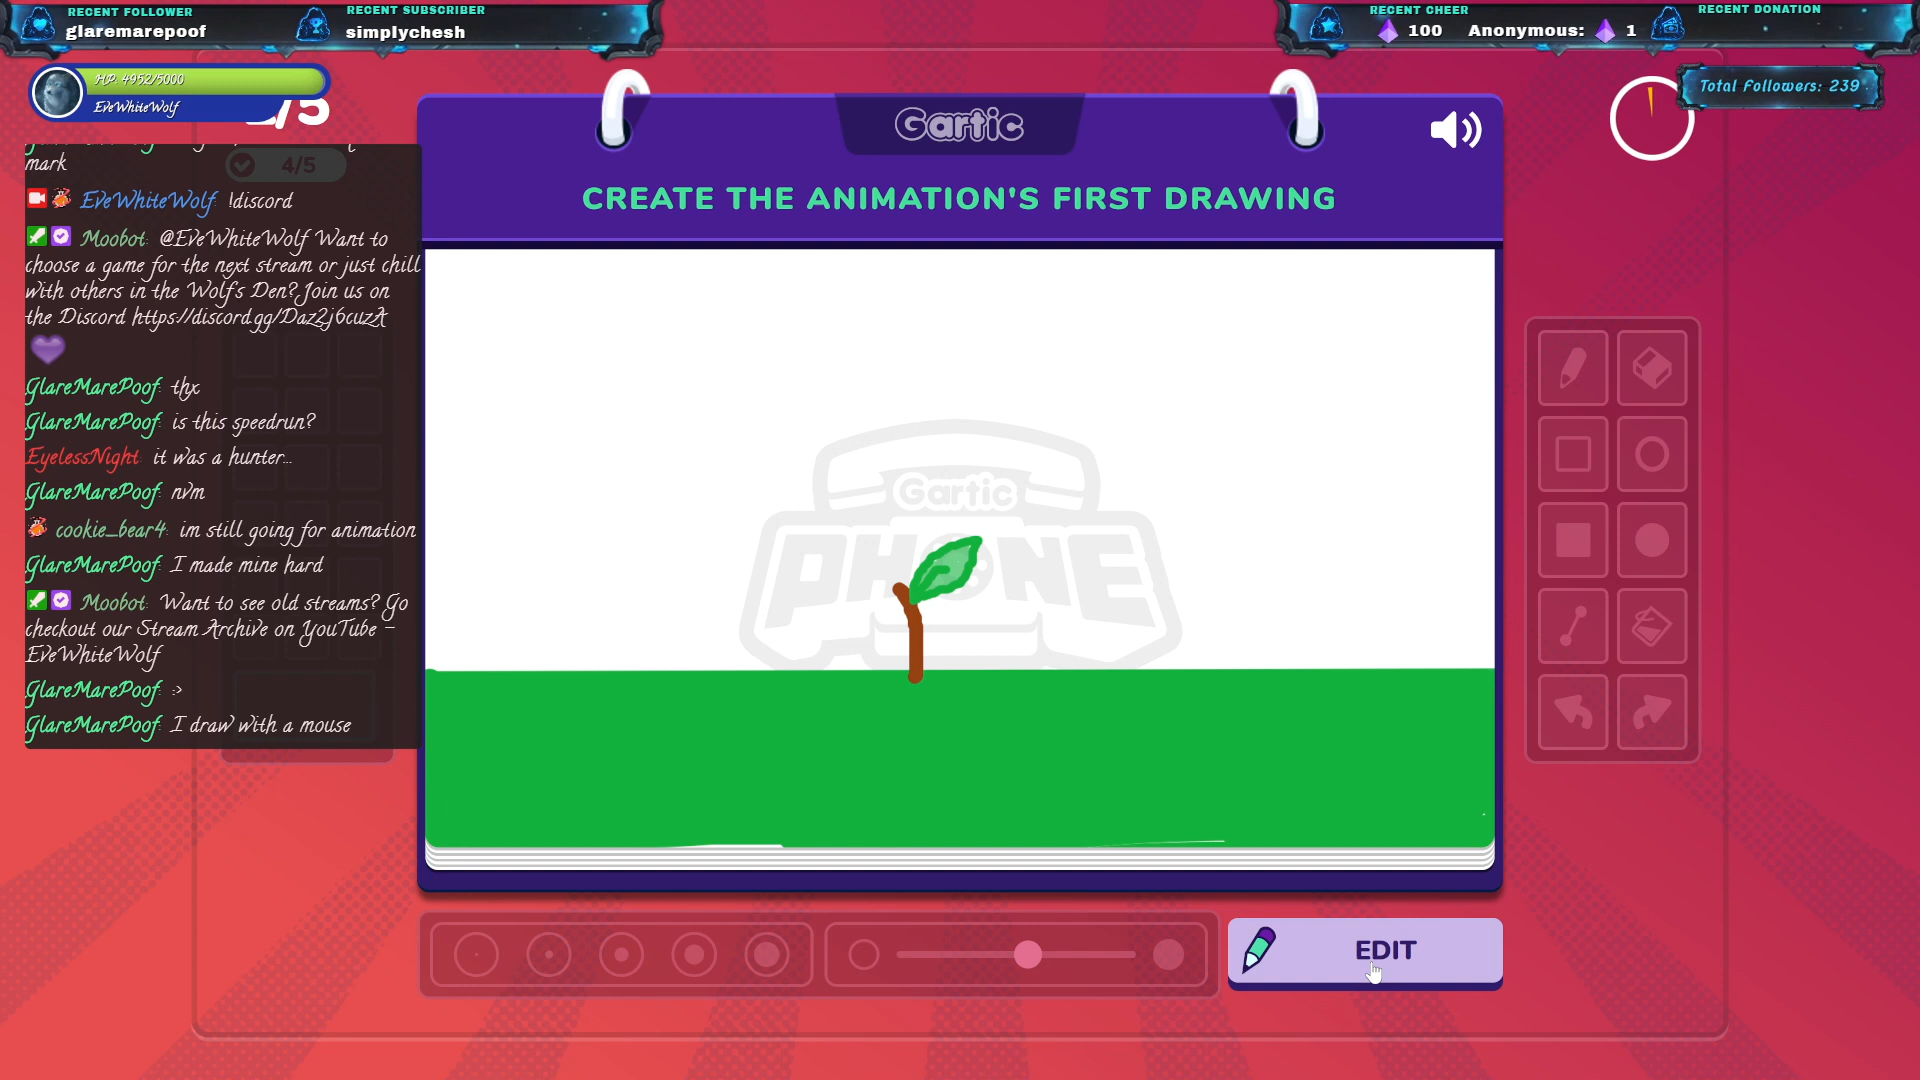 RECENT FOLLOWER
glaremarepoof
RECENT SUBSCRIBER
simplychesh
RECENT CHEER
100 Anonymous: 1
RECENT DONATION
HP: 4952/5000
EveWhiteWolf
/5
Total Followers: 239
Gartic
CREATE THE ANIMATION'S FIRST DRAWING
4/5
mark
EveWhiteWolf: !discord
Moobot: @EveWhiteWolf Want to
choose a game for the next stream or just chill
with others in the Wolf's Den? Join us on
the Discord https://discord.gg/Daz2j6cuzA
GlareMarePoof: thx
GlareMarePoof: is this speedrun?
EyelessNight: it was a hunter...
GlareMarePoof: nvm
cookie_bear4: im still going for animation
GlareMarePoof: I made mine hard
Moobot: Want to see old streams? Go
checkout our Stream Archive on YouTube -
EveWhiteWolf
GlareMarePoof: :>
GlareMarePoof: I draw with a mouse
Gartic
PHONE
EDIT